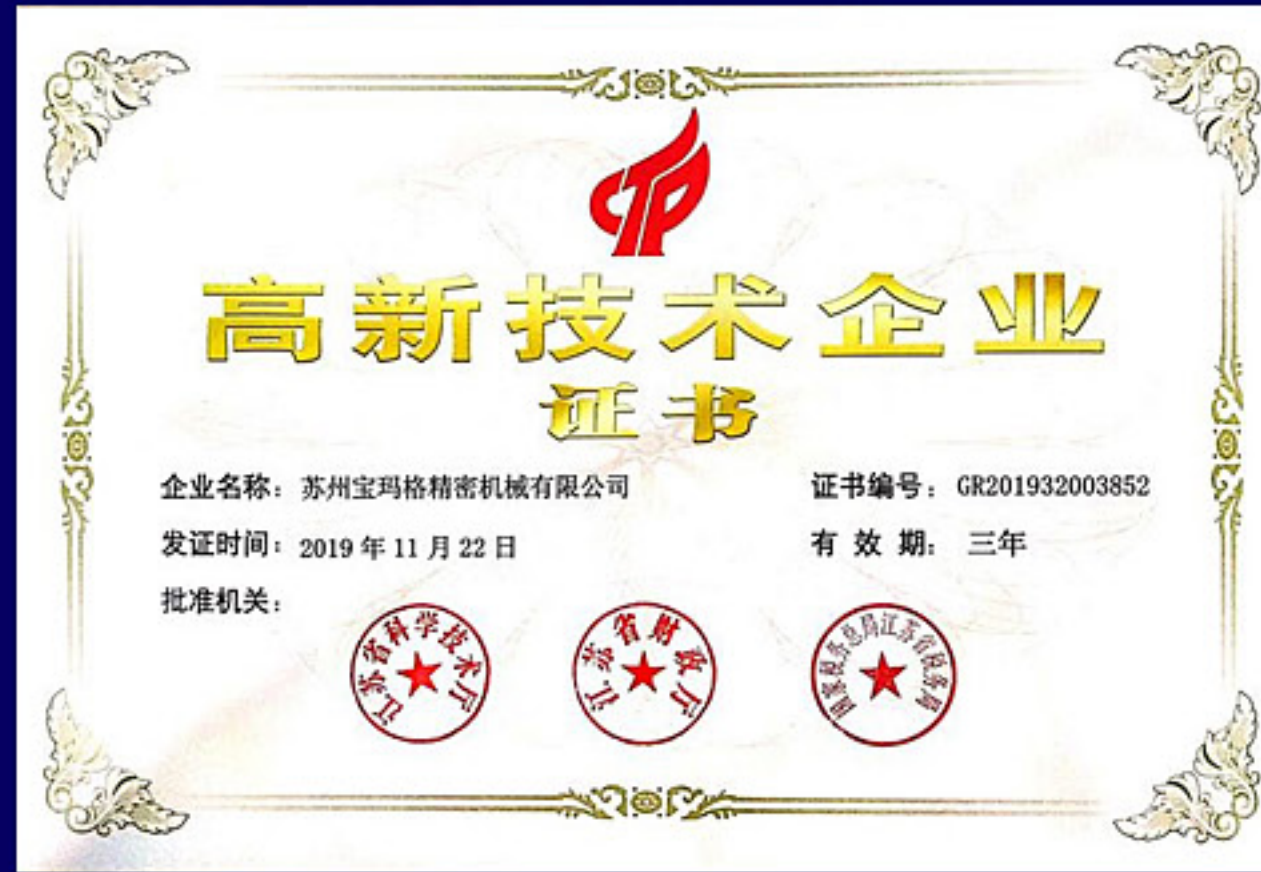 高新技术企业
证书
企业名称：苏州宝玛格精密机械有限公司
证书编号：GR201932003852
发证时间：2019年11月22日
有效期：三年
批准机关：
江苏省科学技术厅
江苏省财政厅
国家税务总局江苏省税务局